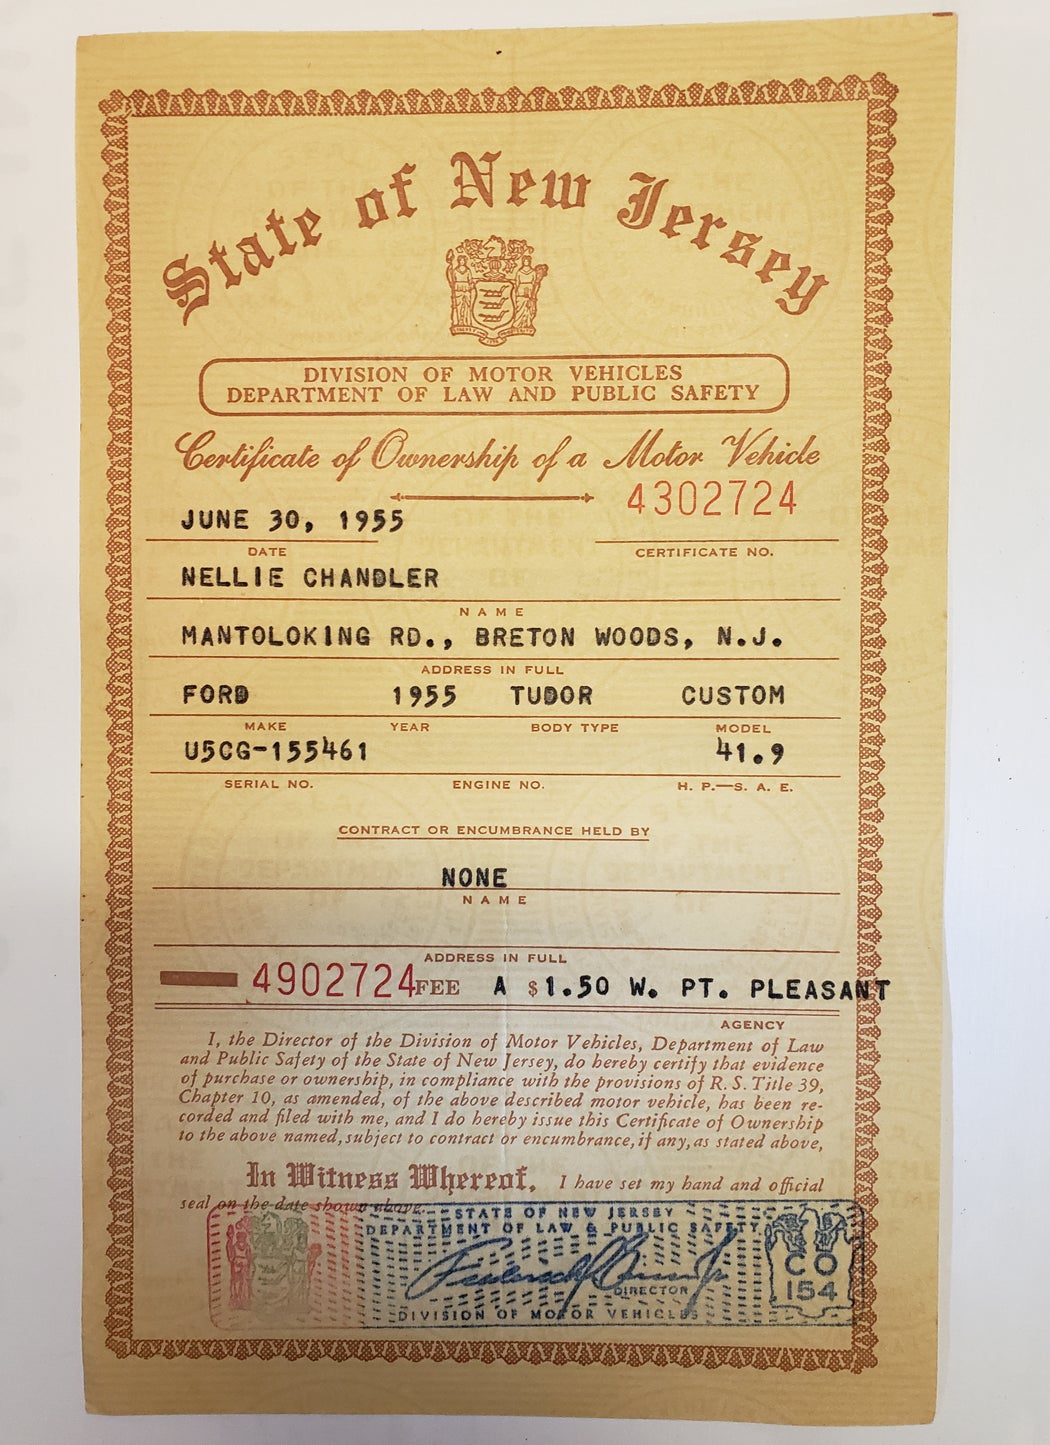 State of New Jersey
DIVISION OF MOTOR VEHICLES
DEPARTMENT OF LAW AND PUBLIC SAFETY
Certificate of Ownership of a Motor Vehicle
4302724
JUNE 30, 1955
DATE CERTIFICATE NO.
NELLIE CHANDLER
NAME
MANTOLOKING RD., BRETON WOODS, N.J.
ADDRESS IN FULL
FORD 1955 TUDOR CUSTOM
MAKE YEAR BODY TYPE MODEL
U5CG-155461 41.9
SERIAL NO. ENGINE NO. H. P.—S. A. E.
CONTRACT OR ENCUMBRANCE HELD BY
NONE
NAME
ADDRESS IN FULL
4902724 FEE A $1.50 W. PT. PLEASANT
AGENCY
I, the Director of the Division of Motor Vehicles, Department of Law
and Public Safety of the State of New Jersey, do hereby certify that evidence
of purchase or ownership, in compliance with the provisions of R. S. Title 39,
Chapter 10, as amended, of the above described motor vehicle, has been re-
corded and filed with me, and I do hereby issue this Certificate of Ownership
to the above named, subject to contract or encumbrance, if any, as stated above,
In Witness Whereof, I have set my hand and official
seal on the date shown above.
STATE OF NEW JERSEY
DEPARTMENT OF LAW & PUBLIC SAFETY
CO
DIRECTOR
154
DIVISION OF MOTOR VEHICLES